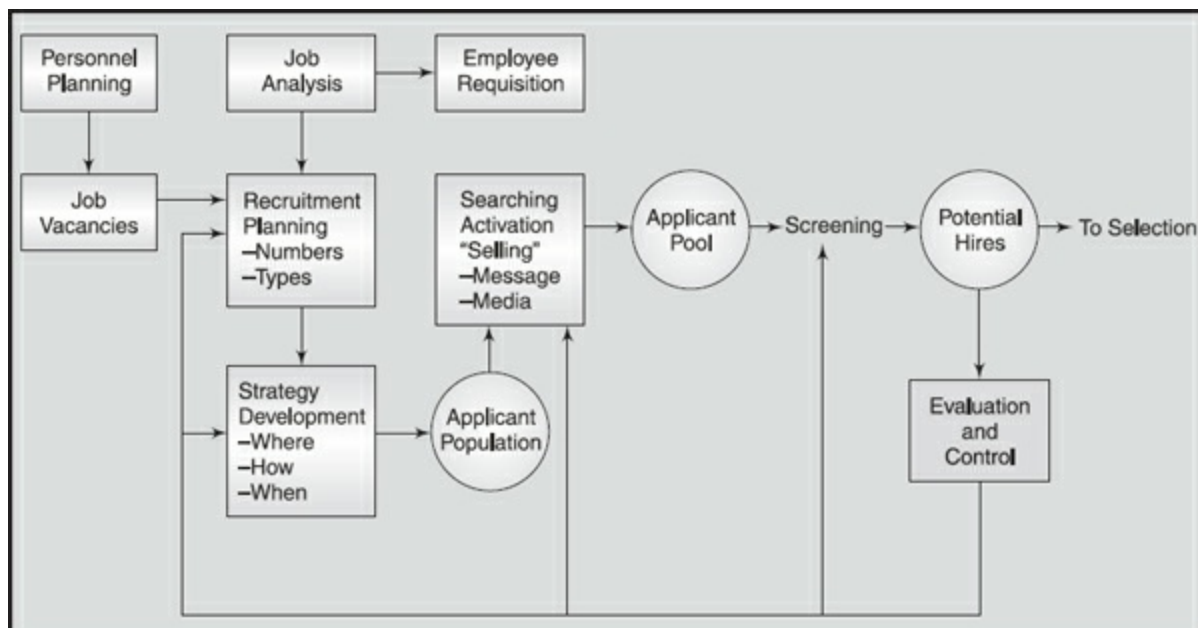 Personnel
Planning
Job
Analysis
Employee
Requisition
Job
Vacancies
Recruitment
Planning
–Numbers
–Types
Searching
Activation
“Selling”
–Message
–Media
Applicant
Pool
Screening
Potential
Hires
To Selection
Strategy
Development
–Where
–How
–When
Applicant
Population
Evaluation
and
Control